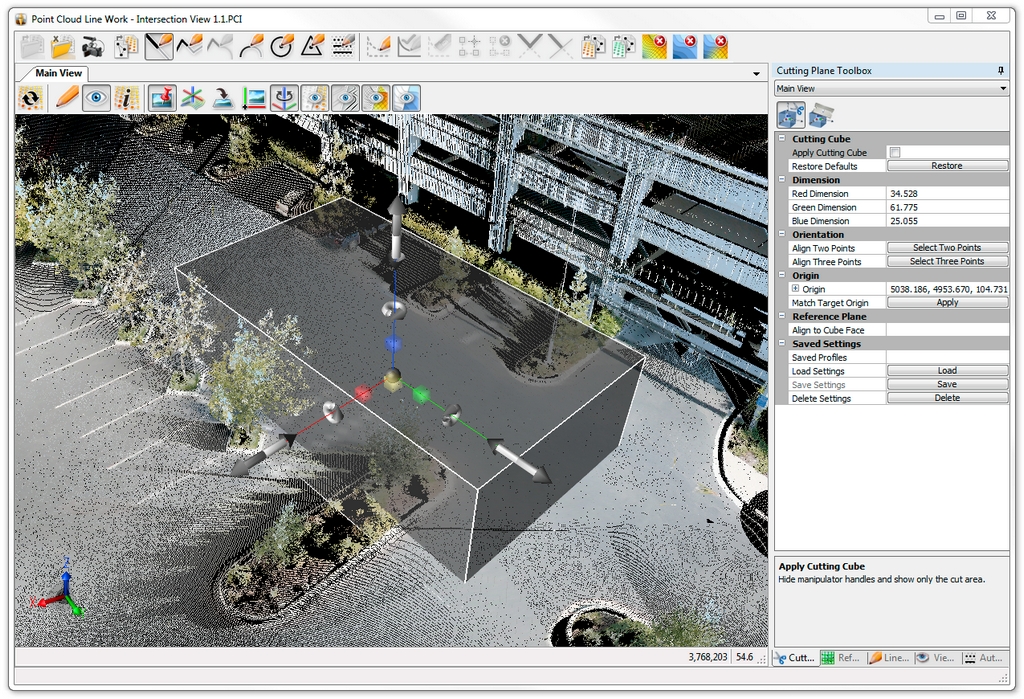 Point Cloud Line Work - Intersection View 1.1.PCI
Main View
Cutting Plane Toolbox
Main View
Cutting Cube
Apply Cutting Cube
Restore Defaults Restore
Dimension
Red Dimension 34.528
Green Dimension 61.775
Blue Dimension 25.055
Orientation
Align Two Points Select Two Points
Align Three Points Select Three Points
Origin
Origin 5038.186, 4953.670, 104.731
Match Target Origin Apply
Reference Plane
Align to Cube Face
Saved Settings
Saved Profiles
Load Settings Load
Save Settings Save
Delete Settings Delete
Apply Cutting Cube
Hide manipulator handles and show only the cut area.
3,768,203 54.6
Cutt... Ref... Line... Vie... Aut...